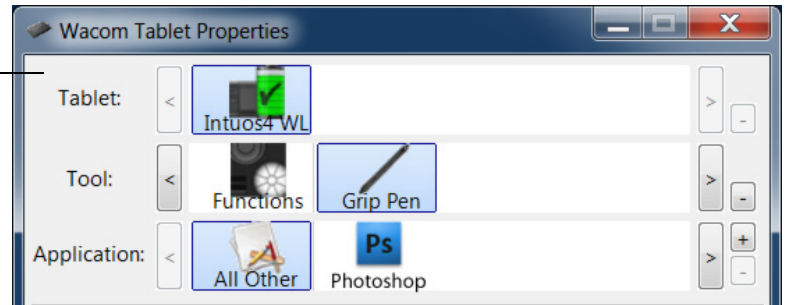 Wacom Tablet Properties
Tablet: < Intuos4 WL > -
Tool: < Functions Grip Pen > -
Application: < All Other Ps Photoshop > + -